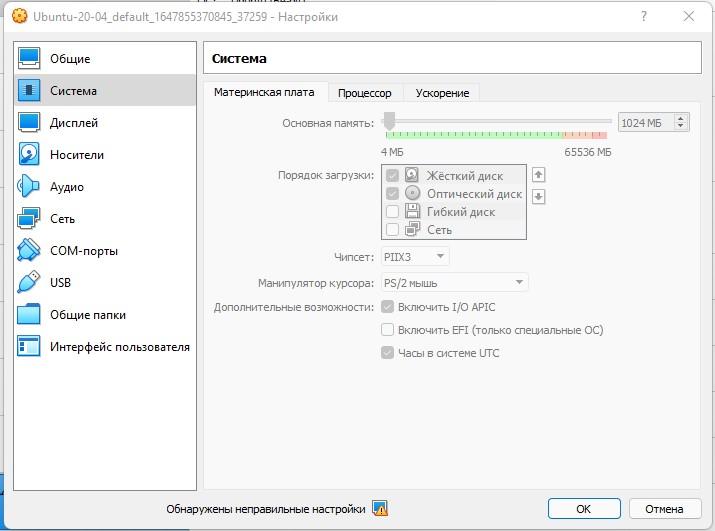 Ubuntu-20-04_default_1647855370845_37259 - Настройки
?
Общие
Система
Дисплей
Носители
Аудио
Сеть
COM-порты
USB
Общие папки
Интерфейс пользователя
Система
Материнская плата Процессор Ускорение
Основная память: 1024 МБ
4 МБ 65536 МБ
Порядок загрузки: Жёсткий диск
Оптический диск
Гибкий диск
Сеть
Чипсет: PIIX3
Манипулятор курсора: PS/2 мышь
Дополнительные возможности: Включить I/O APIC
Включить EFI (только специальные ОС)
Часы в системе UTC
Обнаружены неправильные настройки
OK Отмена